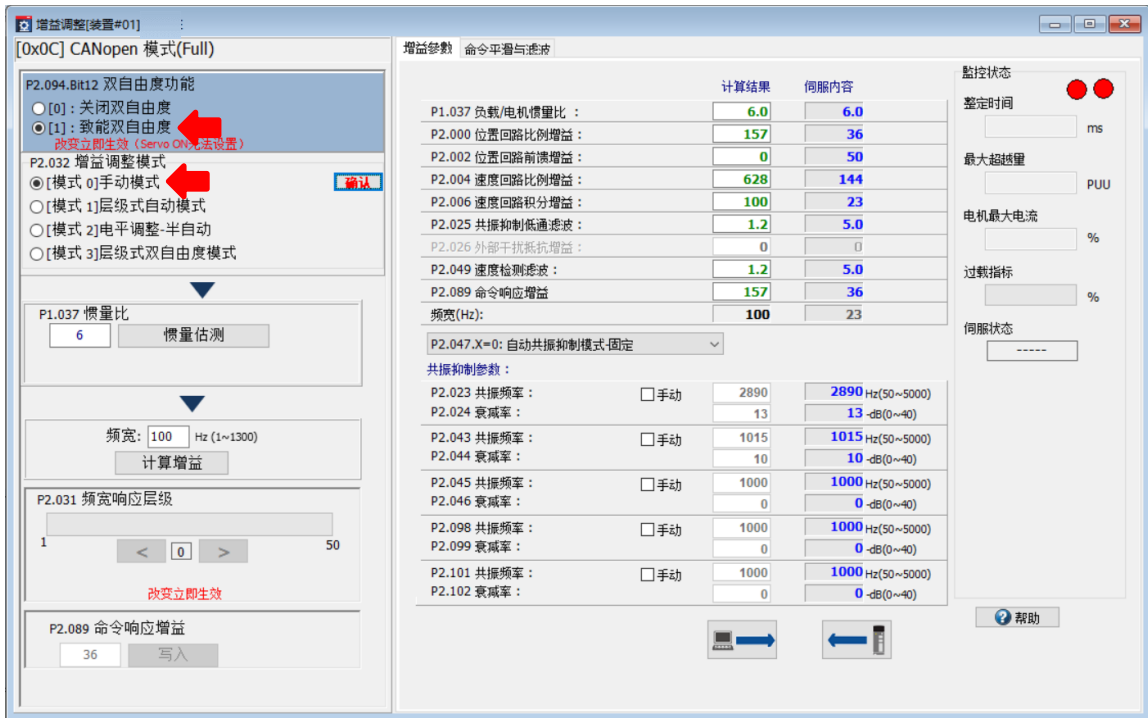 增益调整[装置#01]
[0x0C] CANopen 模式(Full)
P2.094.Bit12 双自由度功能
[0]：关闭双自由度
[1]：致能双自由度
改变立即生效（Servo ON无法设置）
P2.032 增益调整模式
[模式 0]手动模式
确认
[模式 1]层级式自动模式
[模式 2]电平调整-半自动
[模式 3]层级式双自由度模式
P1.037 惯量比
6 惯量估测
频宽: 100 Hz (1~1300)
计算增益
P2.031 频宽响应层级
1 < 0 > 50
改变立即生效
P2.089 命令响应增益
36 写入
增益参數 命令平滑与滤波
计算结果 伺服内容
P1.037 负载/电机惯量比 ： 6.0 6.0
P2.000 位置回路比例增益： 157 36
P2.002 位置回路前馈增益： 0 50
P2.004 速度回路比例增益： 628 144
P2.006 速度回路积分增益： 100 23
P2.025 共振抑制低通滤波： 1.2 5.0
P2.026 外部干扰抵抗增益： 0 0
P2.049 速度检测滤波： 1.2 5.0
P2.089 命令响应增益 157 36
频宽(Hz): 100 23
P2.047.X=0: 自动共振抑制模式-固定
共振抑制参数：
P2.023 共振频率： 手动 2890 2890 Hz(50~5000)
P2.024 衰减率： 13 13 -dB(0~40)
P2.043 共振频率： 手动 1015 1015 Hz(50~5000)
P2.044 衰减率： 10 10 -dB(0~40)
P2.045 共振频率： 手动 1000 1000 Hz(50~5000)
P2.046 衰减率： 0 0 -dB(0~40)
P2.098 共振频率： 手动 1000 1000 Hz(50~5000)
P2.099 衰减率： 0 0 -dB(0~40)
P2.101 共振频率： 手动 1000 1000 Hz(50~5000)
P2.102 衰减率： 0 0 -dB(0~40)
監控状态
整定时间
ms
最大超越量
PUU
电机最大电流
%
过载指标
%
伺服状态
-----
帮助